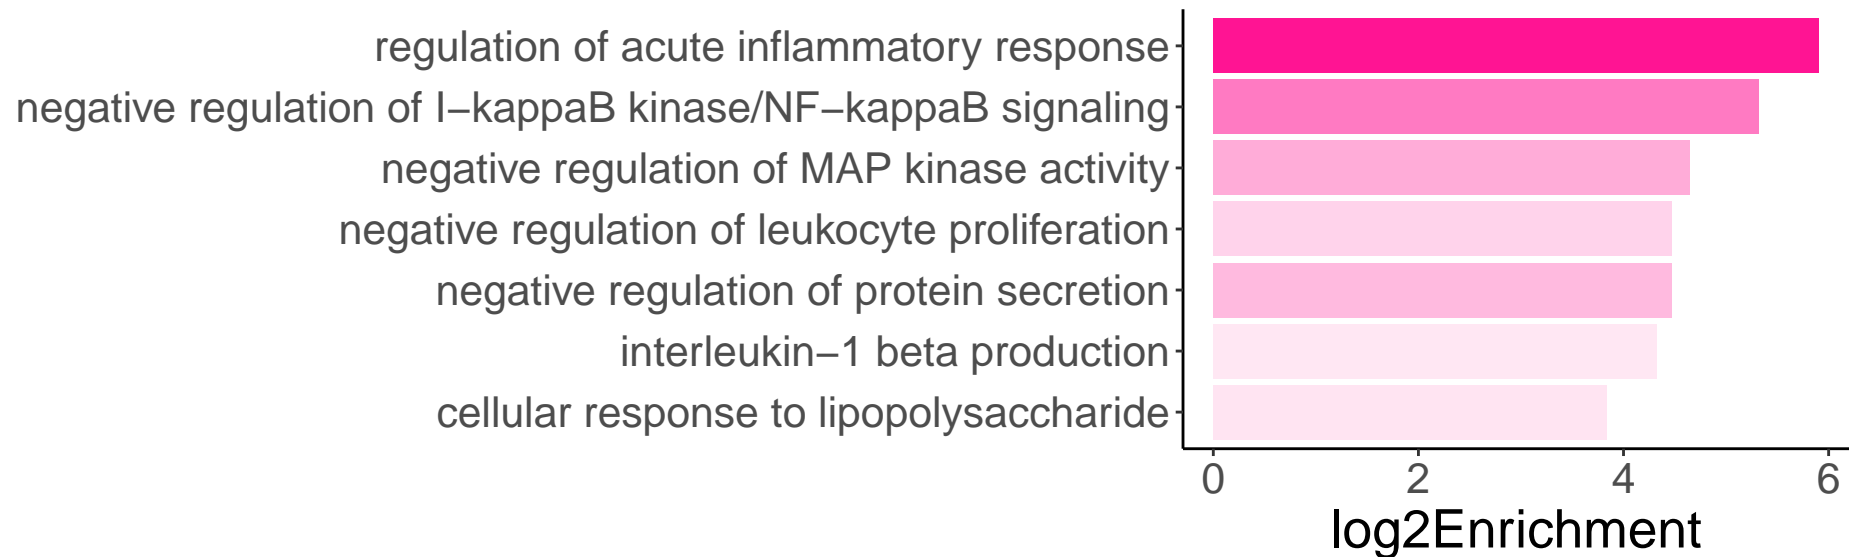 regulation of acute inflammatory response
negative regulation of I−kappaB kinase/NF−kappaB signaling
negative regulation of MAP kinase activity
negative regulation of leukocyte proliferation
negative regulation of protein secretion
interleukin−1 beta production
cellular response to lipopolysaccharide
0 2 4 6
log2Enrichment